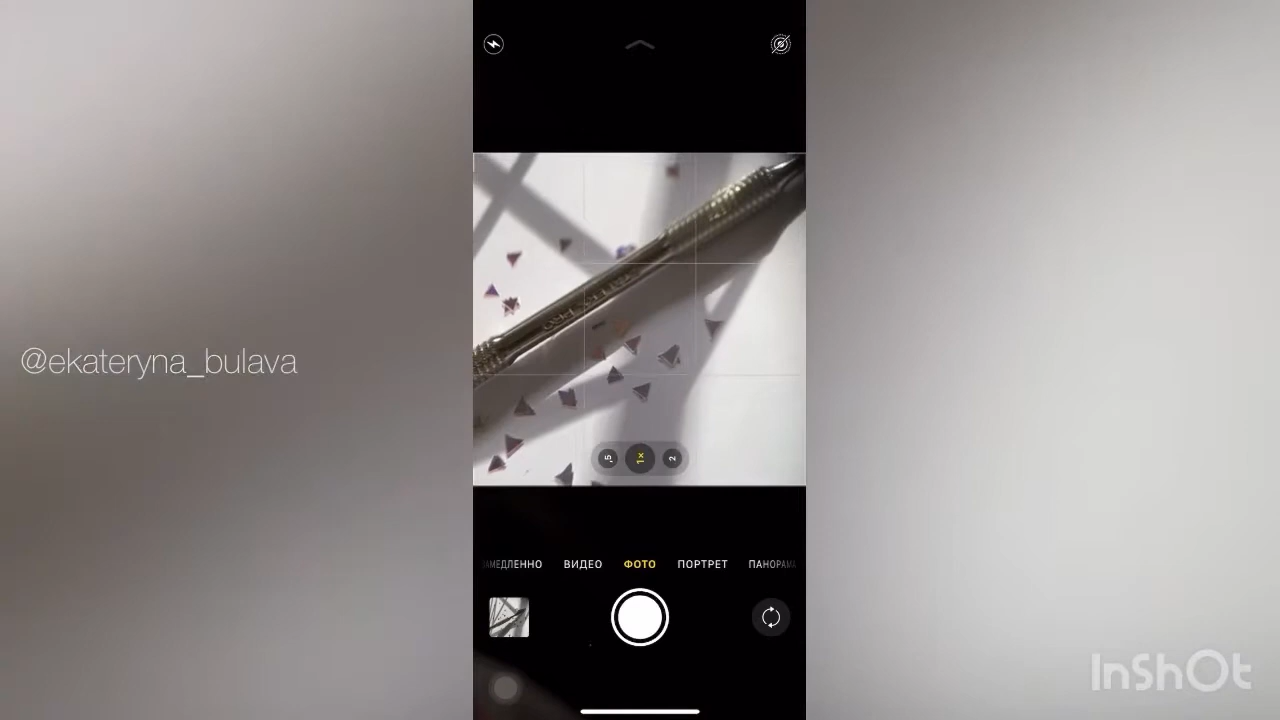 @ekateryna_bulava
.5
1×
2
ЗАМЕДЛЕННО
ВИДЕО
ФОТО
ПОРТРЕТ
ПАНОРАМА
InShOt